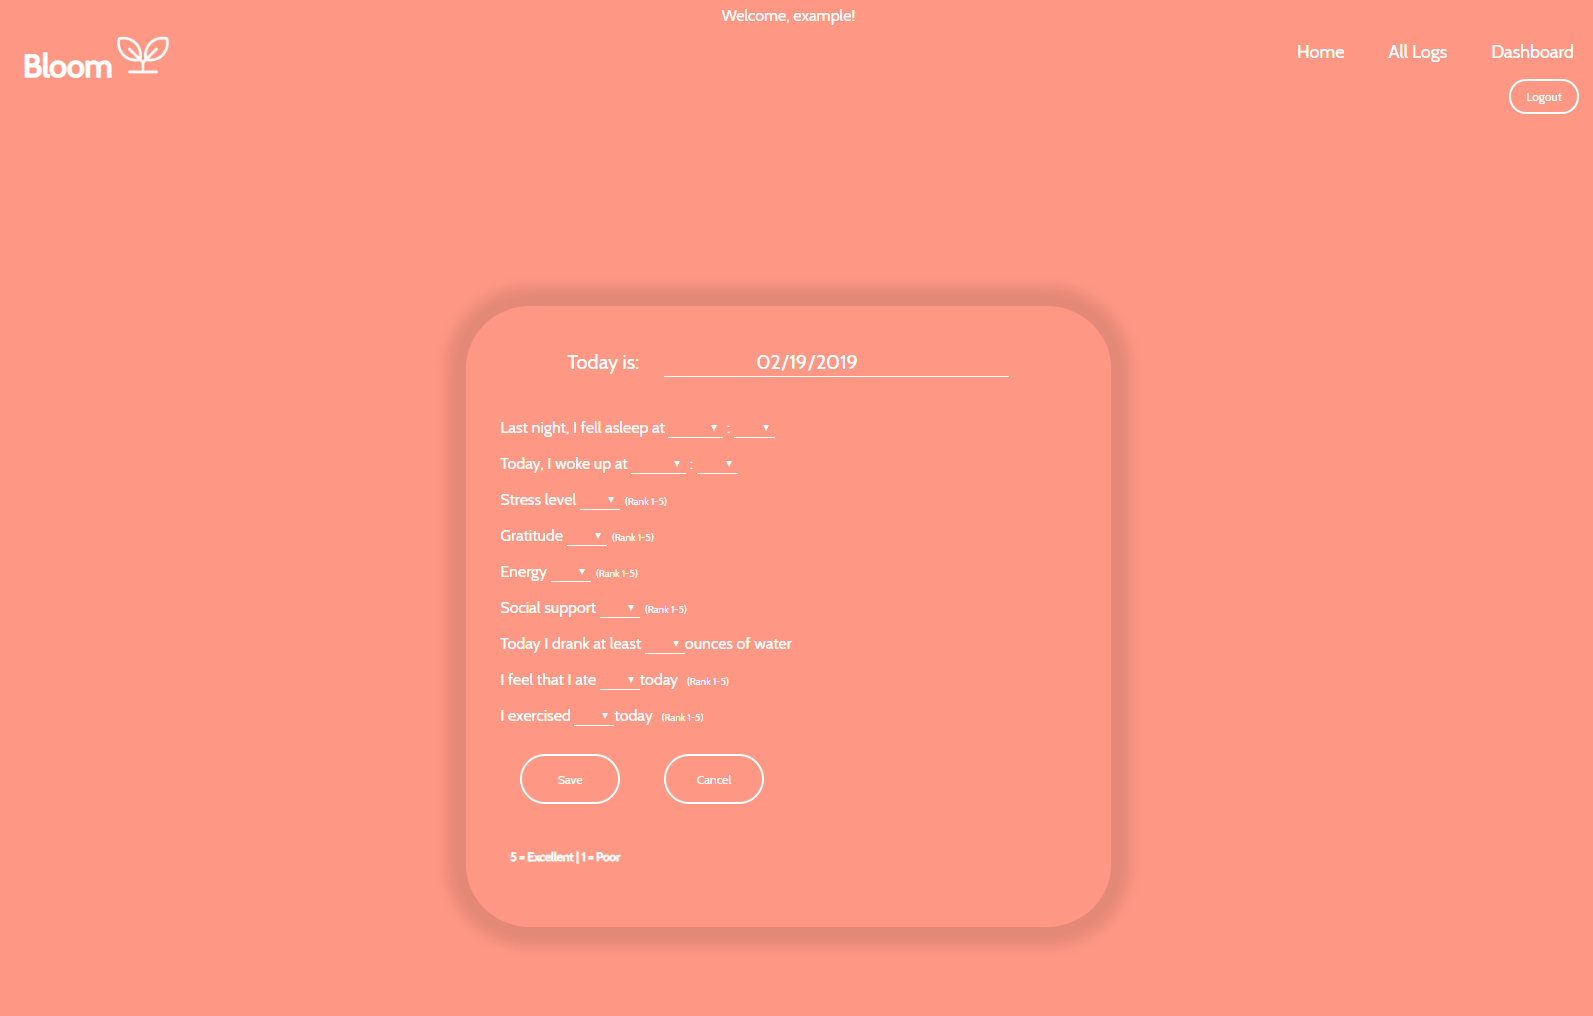 Welcome, example!
Bloom
Home All Logs Dashboard
Logout
Today is: 02/19/2019
Last night, I fell asleep at :
Today, I woke up at :
Stress level (Rank 1-5)
Gratitude (Rank 1-5)
Energy (Rank 1-5)
Social support (Rank 1-5)
Today I drank at least ounces of water
I feel that I ate today (Rank 1-5)
I exercised today (Rank 1-5)
Save Cancel
5 = Excellent | 1 = Poor